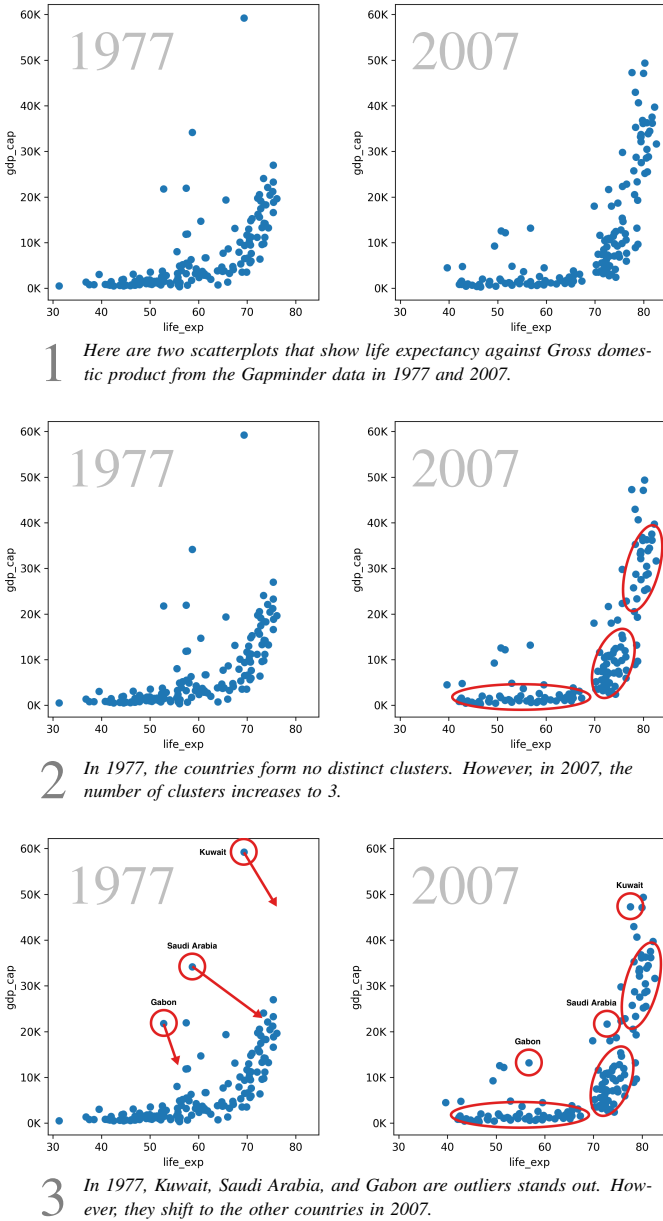 1977
2007
60K
50K
40K
30K
20K
10K
0K
gdp_cap
30 40 50 60 70 80
life_exp
60K
50K
40K
30K
20K
10K
0K
gdp_cap
30 40 50 60 70 80
life_exp
1
Here are two scatterplots that show life expectancy against Gross domes-
tic product from the Gapminder data in 1977 and 2007.
1977
2007
60K
50K
40K
30K
20K
10K
0K
gdp_cap
30 40 50 60 70 80
life_exp
60K
50K
40K
30K
20K
10K
0K
gdp_cap
30 40 50 60 70 80
life_exp
2
In 1977, the countries form no distinct clusters. However, in 2007, the
number of clusters increases to 3.
1977
2007
60K
50K
40K
30K
20K
10K
0K
gdp_cap
Kuwait
Saudi Arabia
Gabon
30 40 50 60 70 80
life_exp
60K
50K
40K
30K
20K
10K
0K
gdp_cap
Kuwait
Saudi Arabia
Gabon
30 40 50 60 70 80
life_exp
3
In 1977, Kuwait, Saudi Arabia, and Gabon are outliers stands out. How-
ever, they shift to the other countries in 2007.